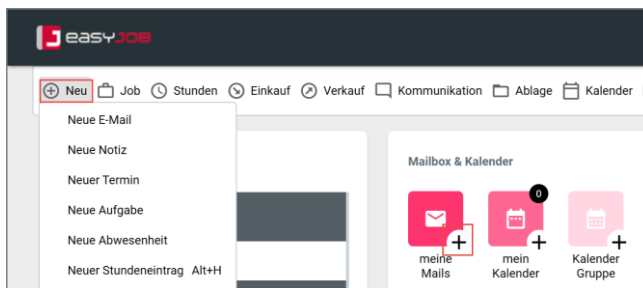 easyJOB
Neu Job Stunden Einkauf Verkauf Kommunikation Ablage Kalender
Neue E-Mail
Neue Notiz
Neuer Termin
Neue Aufgabe
Neue Abwesenheit
Neuer Stundeneintrag Alt+H
Mailbox & Kalender
0
meine
Mails
mein
Kalender
Kalender
Gruppe